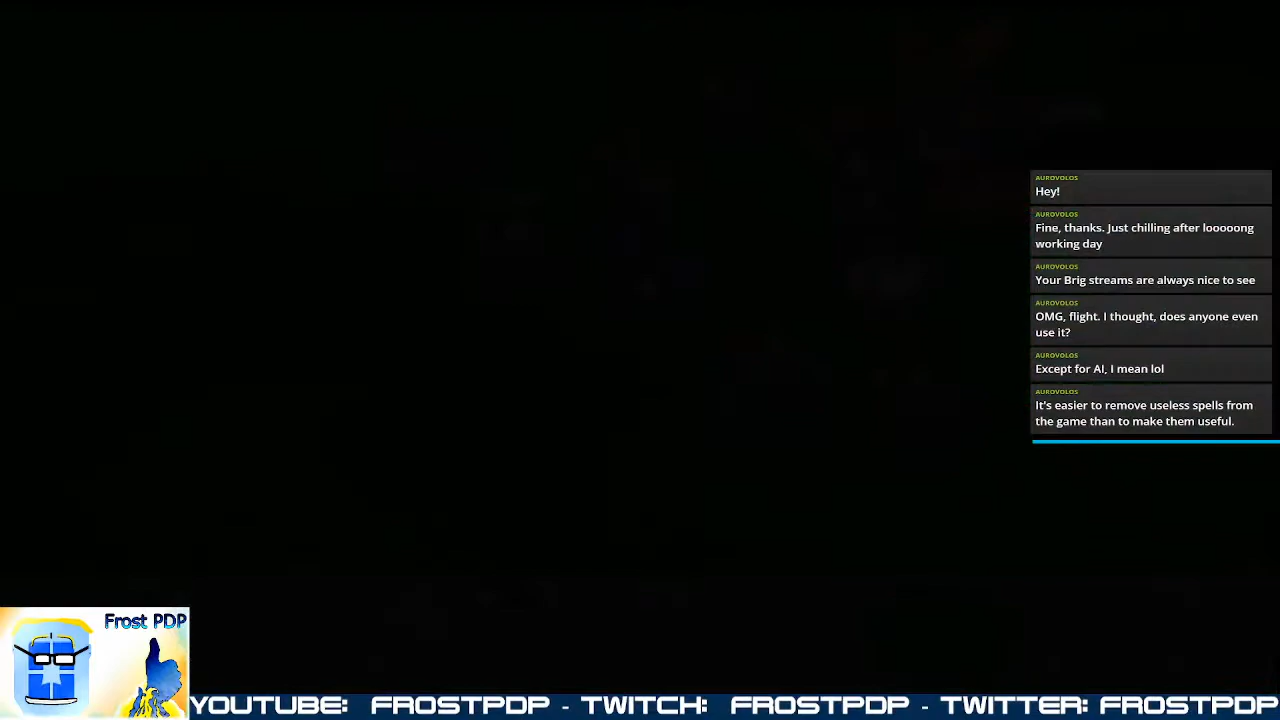 AUROVOLOS
Hey!
AUROVOLOS
Fine, thanks. Just chilling after looooong
working day
AUROVOLOS
Your Brig streams are always nice to see
AUROVOLOS
OMG, flight. I thought, does anyone even
use it?
AUROVOLOS
Except for AI, I mean lol
AUROVOLOS
It's easier to remove useless spells from
the game than to make them useful.
Frost PDP
YOUTUBE: FROSTPDP - TWITCH: FROSTPDP - TWITTER: FROSTPDP